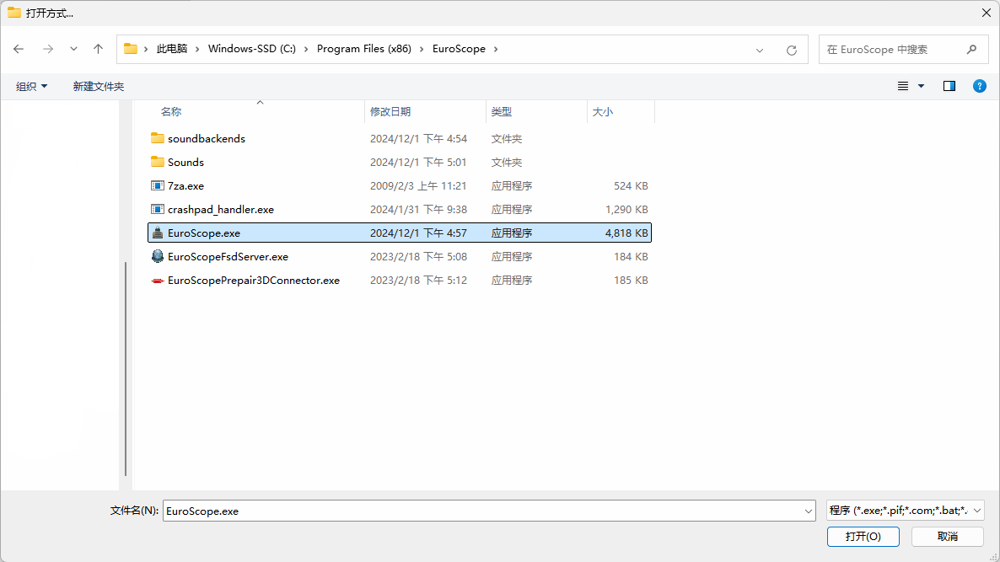 打开方式...
此电脑 > Windows-SSD (C:) > Program Files (x86) > EuroScope >
在 EuroScope 中搜索
组织
新建文件夹
名称 修改日期 类型 大小
soundbackends 2024/12/1 下午 4:54 文件夹
Sounds 2024/12/1 下午 5:01 文件夹
7za.exe 2009/2/3 上午 11:21 应用程序 524 KB
crashpad_handler.exe 2024/1/31 下午 9:38 应用程序 1,290 KB
EuroScope.exe 2024/12/1 下午 4:57 应用程序 4,818 KB
EuroScopeFsdServer.exe 2023/2/18 下午 5:08 应用程序 184 KB
EuroScopePrepair3DConnector.exe 2023/2/18 下午 5:12 应用程序 185 KB
文件名(N): EuroScope.exe
程序 (*.exe;*.pif;*.com;*.bat;*.
打开(O) 取消